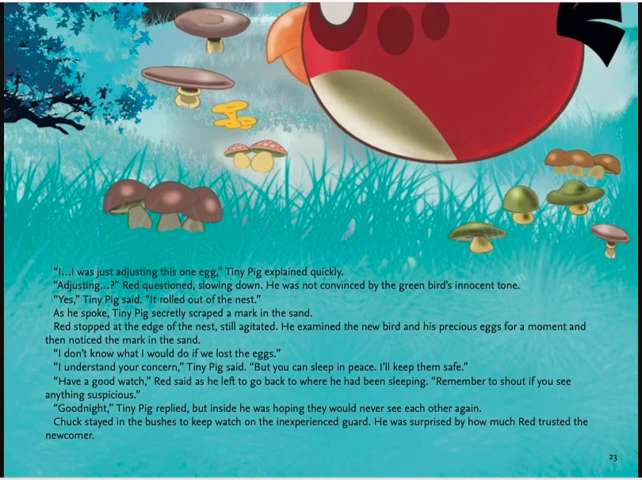 “I...I was just adjusting this one egg,” Tiny Pig explained quickly.
“Adjusting...?” Red questioned, slowing down. He was not convinced by the green bird’s innocent tone.
“Yes,” Tiny Pig said. “It rolled out of the nest.”
As he spoke, Tiny Pig secretly scraped a mark in the sand.
Red stopped at the edge of the nest, still agitated. He examined the new bird and his precious eggs for a moment and
then noticed the mark in the sand.
“I don’t know what I would do if we lost the eggs.”
“I understand your concern,” Tiny Pig said. “But you can sleep in peace. I’ll keep them safe.”
“Have a good watch,” Red said as he left to go back to where he had been sleeping. “Remember to shout if you see
anything suspicious.”
“Goodnight,” Tiny Pig replied, but inside he was hoping they would never see each other again.
Chuck stayed in the bushes to keep watch on the inexperienced guard. He was surprised by how much Red trusted the
newcomer.
23